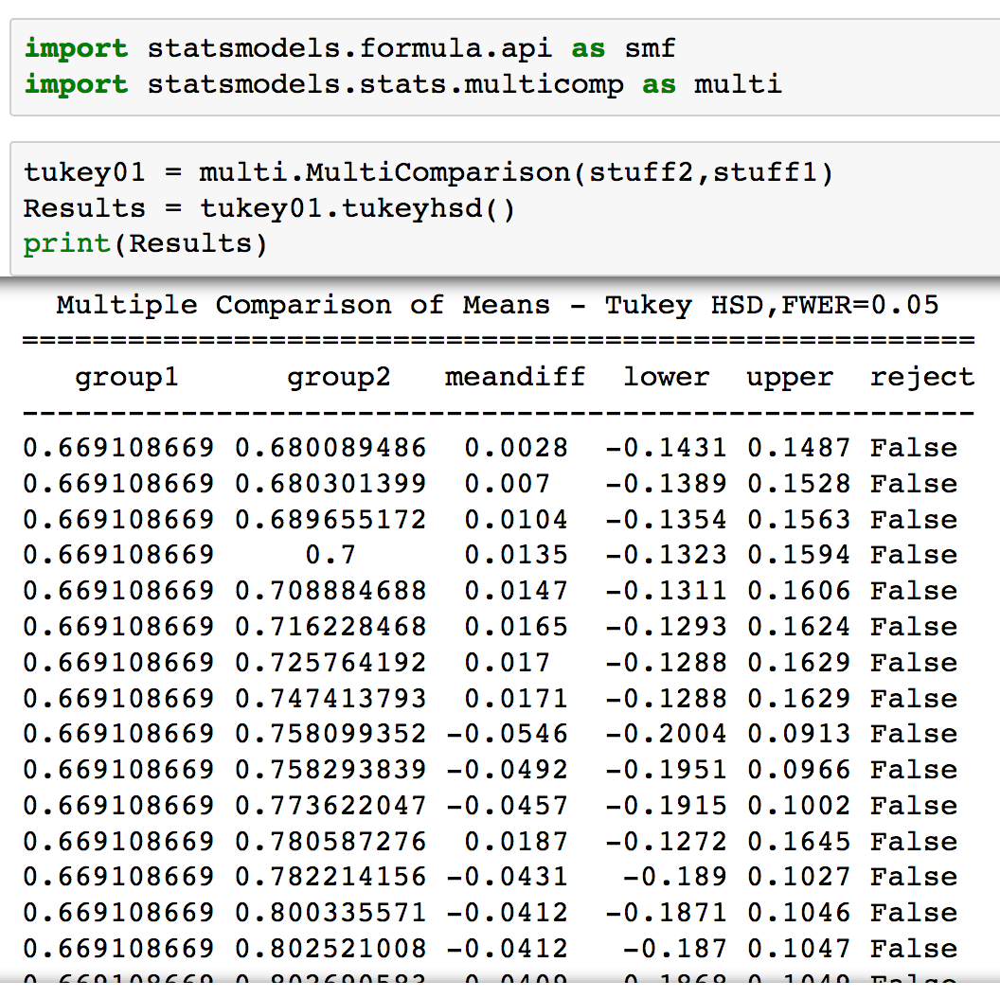 import statsmodels.formula.api as smf
import statsmodels.stats.multicomp as multi
tukey01 = multi.MultiComparison(stuff2,stuff1)
Results = tukey01.tukeyhsd()
print(Results)
Multiple Comparison of Means - Tukey HSD,FWER=0.05
======================================================
group1 group2 meandiff lower upper reject
------------------------------------------------------
0.669108669 0.680089486 0.0028 -0.1431 0.1487 False
0.669108669 0.680301399 0.007 -0.1389 0.1528 False
0.669108669 0.689655172 0.0104 -0.1354 0.1563 False
0.669108669 0.7 0.0135 -0.1323 0.1594 False
0.669108669 0.708884688 0.0147 -0.1311 0.1606 False
0.669108669 0.716228468 0.0165 -0.1293 0.1624 False
0.669108669 0.725764192 0.017 -0.1288 0.1629 False
0.669108669 0.747413793 0.0171 -0.1288 0.1629 False
0.669108669 0.758099352 -0.0546 -0.2004 0.0913 False
0.669108669 0.758293839 -0.0492 -0.1951 0.0966 False
0.669108669 0.773622047 -0.0457 -0.1915 0.1002 False
0.669108669 0.780587276 0.0187 -0.1272 0.1645 False
0.669108669 0.782214156 -0.0431 -0.189 0.1027 False
0.669108669 0.800335571 -0.0412 -0.1871 0.1046 False
0.669108669 0.802521008 -0.0412 -0.187 0.1047 False